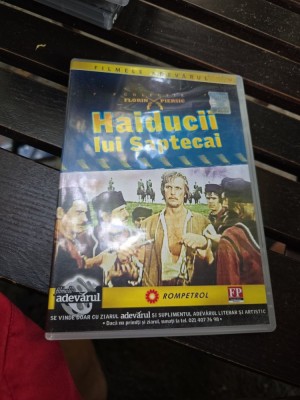 FILMELE ADEVĂRUL
FLORIN PIERSIC
Haiducii
lui Șaptecai
adevărul
ROMPETROL
FP
SE VINDE DOAR CU ZIARUL adevărul ȘI SUPLIMENTUL ADEVĂRUL LITERAR ȘI ARTISTIC